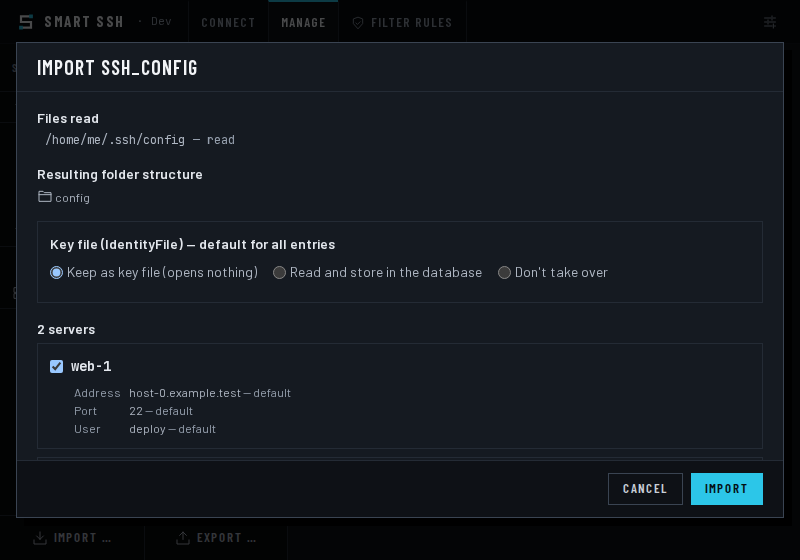 SMART SSH · Dev CONNECT MANAGE FILTER RULES
IMPORT SSH_CONFIG
Files read
/home/me/.ssh/config — read
Resulting folder structure
config
Key file (IdentityFile) — default for all entries
Keep as key file (opens nothing) Read and store in the database Don't take over
2 servers
web-1
Address host-0.example.test — default
Port 22 — default
User deploy — default
CANCEL IMPORT
IMPORT … EXPORT …